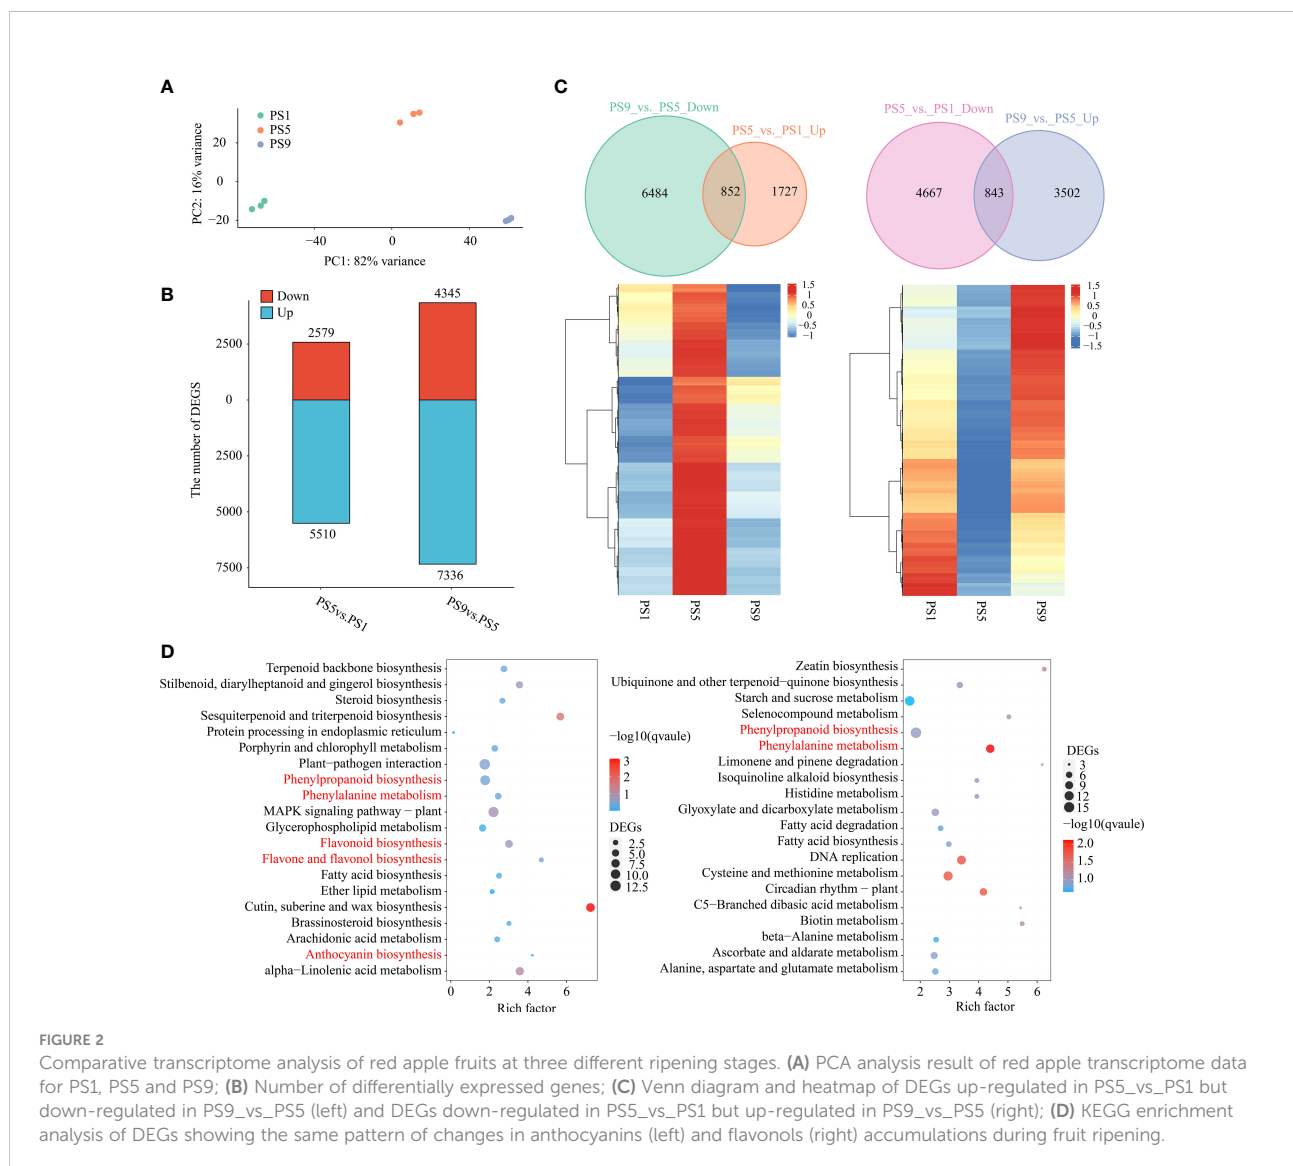 A
PS1
PS5
PS9
20
0
−20
PC2: 16% variance
−40
0
40
PC1: 82% variance
B
Down
Up
2579
4345
2500
0
2500
5000
7500
The number of DEGS
5510
7336
PS5vs.PS1
PS9vs.PS5
C
PS9_vs._PS5_Down
PS5_vs._PS1_Up
6484
852
1727
PS5_vs._PS1_Down
PS9_vs._PS5_Up
4667
843
3502
1.5
1
0.5
0
−0.5
−1
PS1
PS5
PS9
1.5
1
0.5
0
−0.5
−1
−1.5
PS1
PS5
PS9
D
Terpenoid backbone biosynthesis
Stilbenoid, diarylheptanoid and gingerol biosynthesis
Steroid biosynthesis
Sesquiterpenoid and triterpenoid biosynthesis
Protein processing in endoplasmic reticulum
Porphyrin and chlorophyll metabolism
Plant−pathogen interaction
Phenylpropanoid biosynthesis
Phenylalanine metabolism
MAPK signaling pathway − plant
Glycerophospholipid metabolism
Flavonoid biosynthesis
Flavone and flavonol biosynthesis
Fatty acid biosynthesis
Ether lipid metabolism
Cutin, suberine and wax biosynthesis
Brassinosteroid biosynthesis
Arachidonic acid metabolism
Anthocyanin biosynthesis
alpha−Linolenic acid metabolism
0
2
4
6
Rich factor
−log10(qvaule)
3
2
1
DEGs
2.5
5.0
7.5
10.0
12.5
Zeatin biosynthesis
Ubiquinone and other terpenoid−quinone biosynthesis
Starch and sucrose metabolism
Selenocompound metabolism
Phenylpropanoid biosynthesis
Phenylalanine metabolism
Limonene and pinene degradation
Isoquinoline alkaloid biosynthesis
Histidine metabolism
Glyoxylate and dicarboxylate metabolism
Fatty acid degradation
Fatty acid biosynthesis
DNA replication
Cysteine and methionine metabolism
Circadian rhythm − plant
C5−Branched dibasic acid metabolism
Biotin metabolism
beta−Alanine metabolism
Ascorbate and aldarate metabolism
Alanine, aspartate and glutamate metabolism
2
3
4
5
6
Rich factor
DEGs
3
6
9
12
15
−log10(qvaule)
2.0
1.5
1.0
FIGURE 2
Comparative transcriptome analysis of red apple fruits at three different ripening stages. (A) PCA analysis result of red apple transcriptome data
for PS1, PS5 and PS9; (B) Number of differentially expressed genes; (C) Venn diagram and heatmap of DEGs up-regulated in PS5_vs_PS1 but
down-regulated in PS9_vs_PS5 (left) and DEGs down-regulated in PS5_vs_PS1 but up-regulated in PS9_vs_PS5 (right); (D) KEGG enrichment
analysis of DEGs showing the same pattern of changes in anthocyanins (left) and flavonols (right) accumulations during fruit ripening.